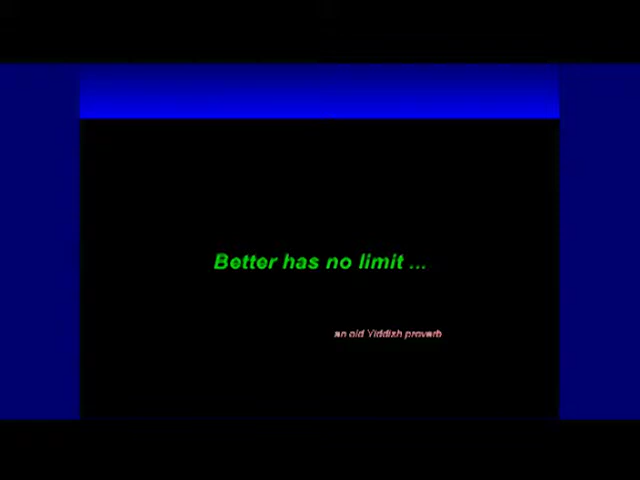 Better has no limit ...
an old Yiddish proverb